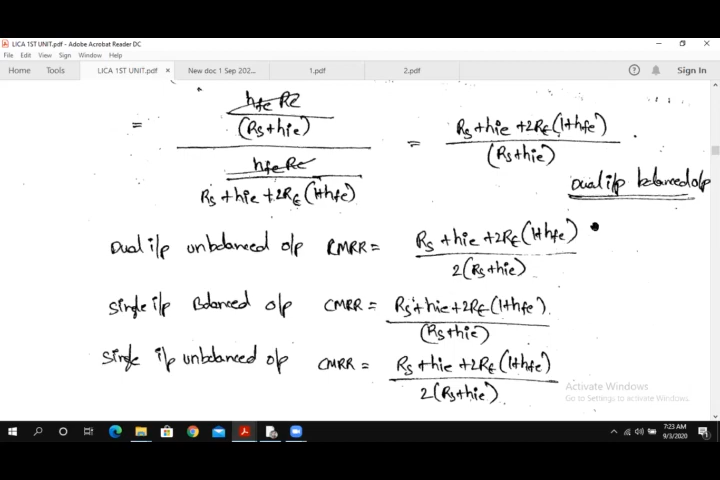 LICA 1ST UNIT.pdf - Adobe Acrobat Reader DC
File Edit View Sign Window Help
Home Tools LICA 1ST UNIT.pdf × New doc 1 Sep 202... 1.pdf 2.pdf Sign In
hfe RC
(Rs+hie)
= = Rs+hie+2RE(1+hfe)
(Rs+hie)
hfe RC
Rs+hie+2RE(1+hfe)
Dual i/p balanced o/p
Dual i/p unbalanced o/p CMRR = Rs+hie+2RE(1+hfe)
2(Rs+hie)
Single i/p Balanced o/p CMRR = Rs+hie+2RE(1+hfe)
(Rs+hie)
Single i/p unbalanced o/p CMRR = Rs+hie+2RE(1+hfe)
2(Rs+hie)
Activate Windows
Go to Settings to activate Windows.
7:23 AM
9/3/2020